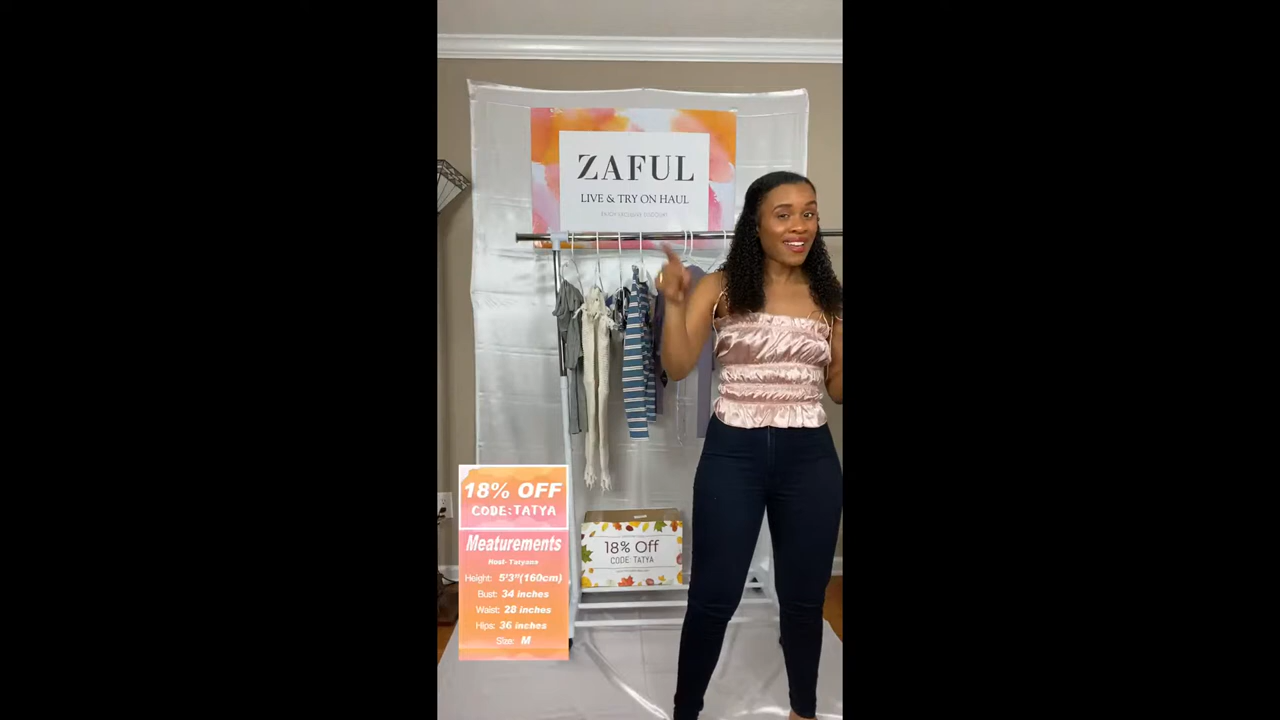 ZAFUL
LIVE & TRY ON HAUL
18% OFF
CODE:TATYA
Meaturements
Height: 5'3"(160cm)
Bust: 34 inches
Waist: 28 inches
Hips: 36 inches
Size: M
18% Off
CODE: TATYA